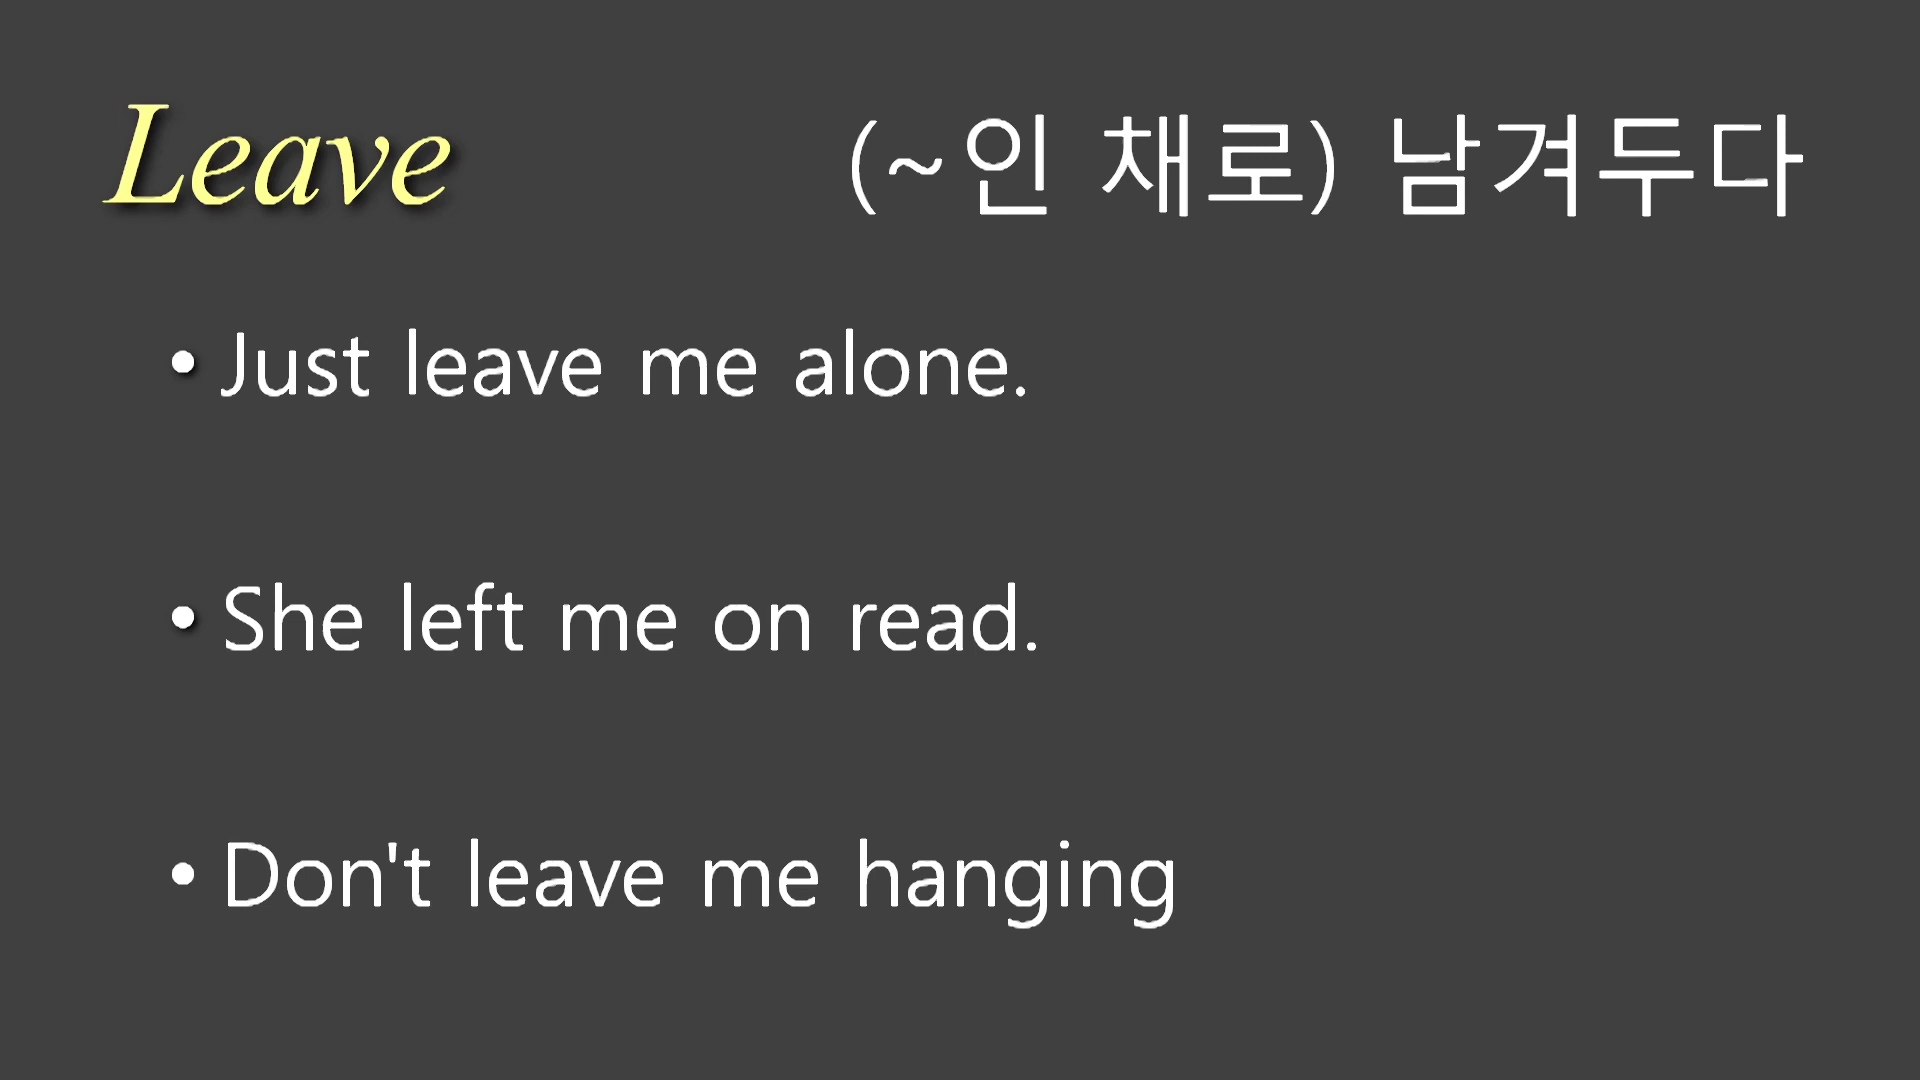 Leave (~인 채로) 남겨두다
• Just leave me alone.
• She left me on read.
• Don't leave me hanging